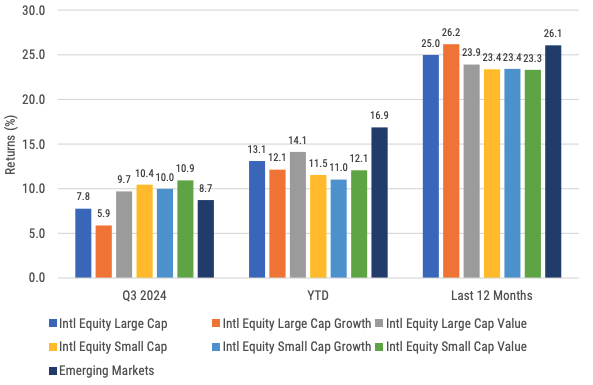 30.0
25.0
20.0
15.0
10.0
5.0
0.0
Returns (%)
7.8
5.9
9.7
10.4
10.0
10.9
8.7
13.1
12.1
14.1
11.5
11.0
12.1
16.9
25.0
26.2
23.9
23.4
23.4
23.3
26.1
Q3 2024
YTD
Last 12 Months
Intl Equity Large Cap
Intl Equity Large Cap Growth
Intl Equity Large Cap Value
Intl Equity Small Cap
Intl Equity Small Cap Growth
Intl Equity Small Cap Value
Emerging Markets